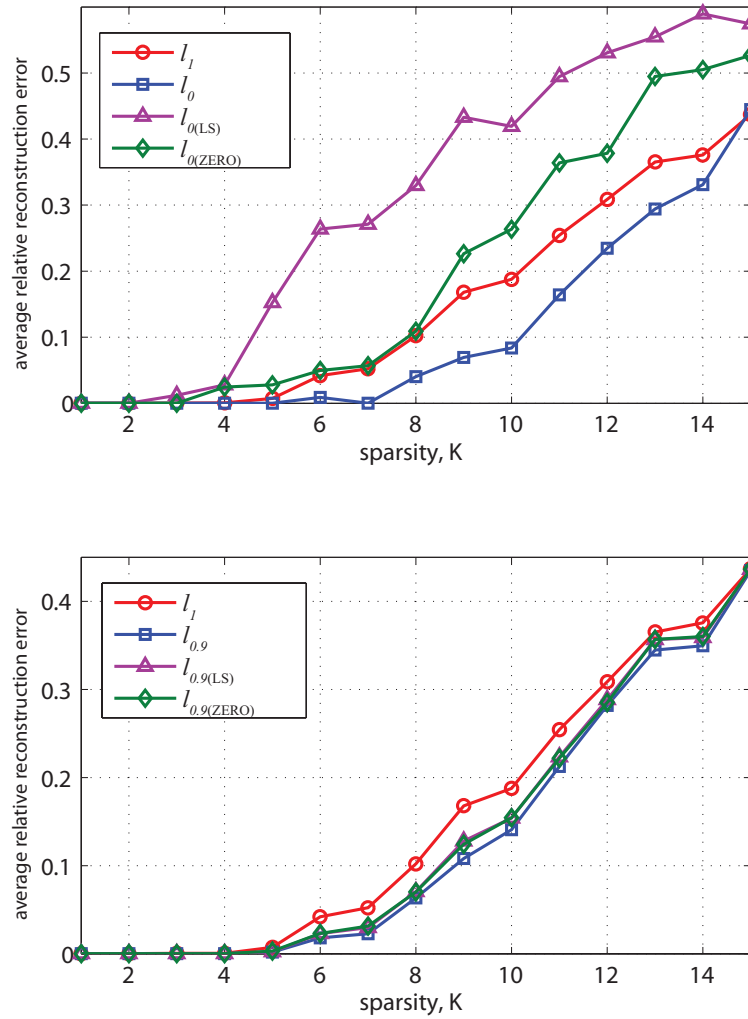 average relative reconstruction error
0.5
0.4
0.3
0.2
0.1
0
l1
l0
l0(LS)
l0(ZERO)
2 4 6 8 10 12 14
sparsity, K
average relative reconstruction error
0.4
0.3
0.2
0.1
0
l1
l0.9
l0.9(LS)
l0.9(ZERO)
2 4 6 8 10 12 14
sparsity, K